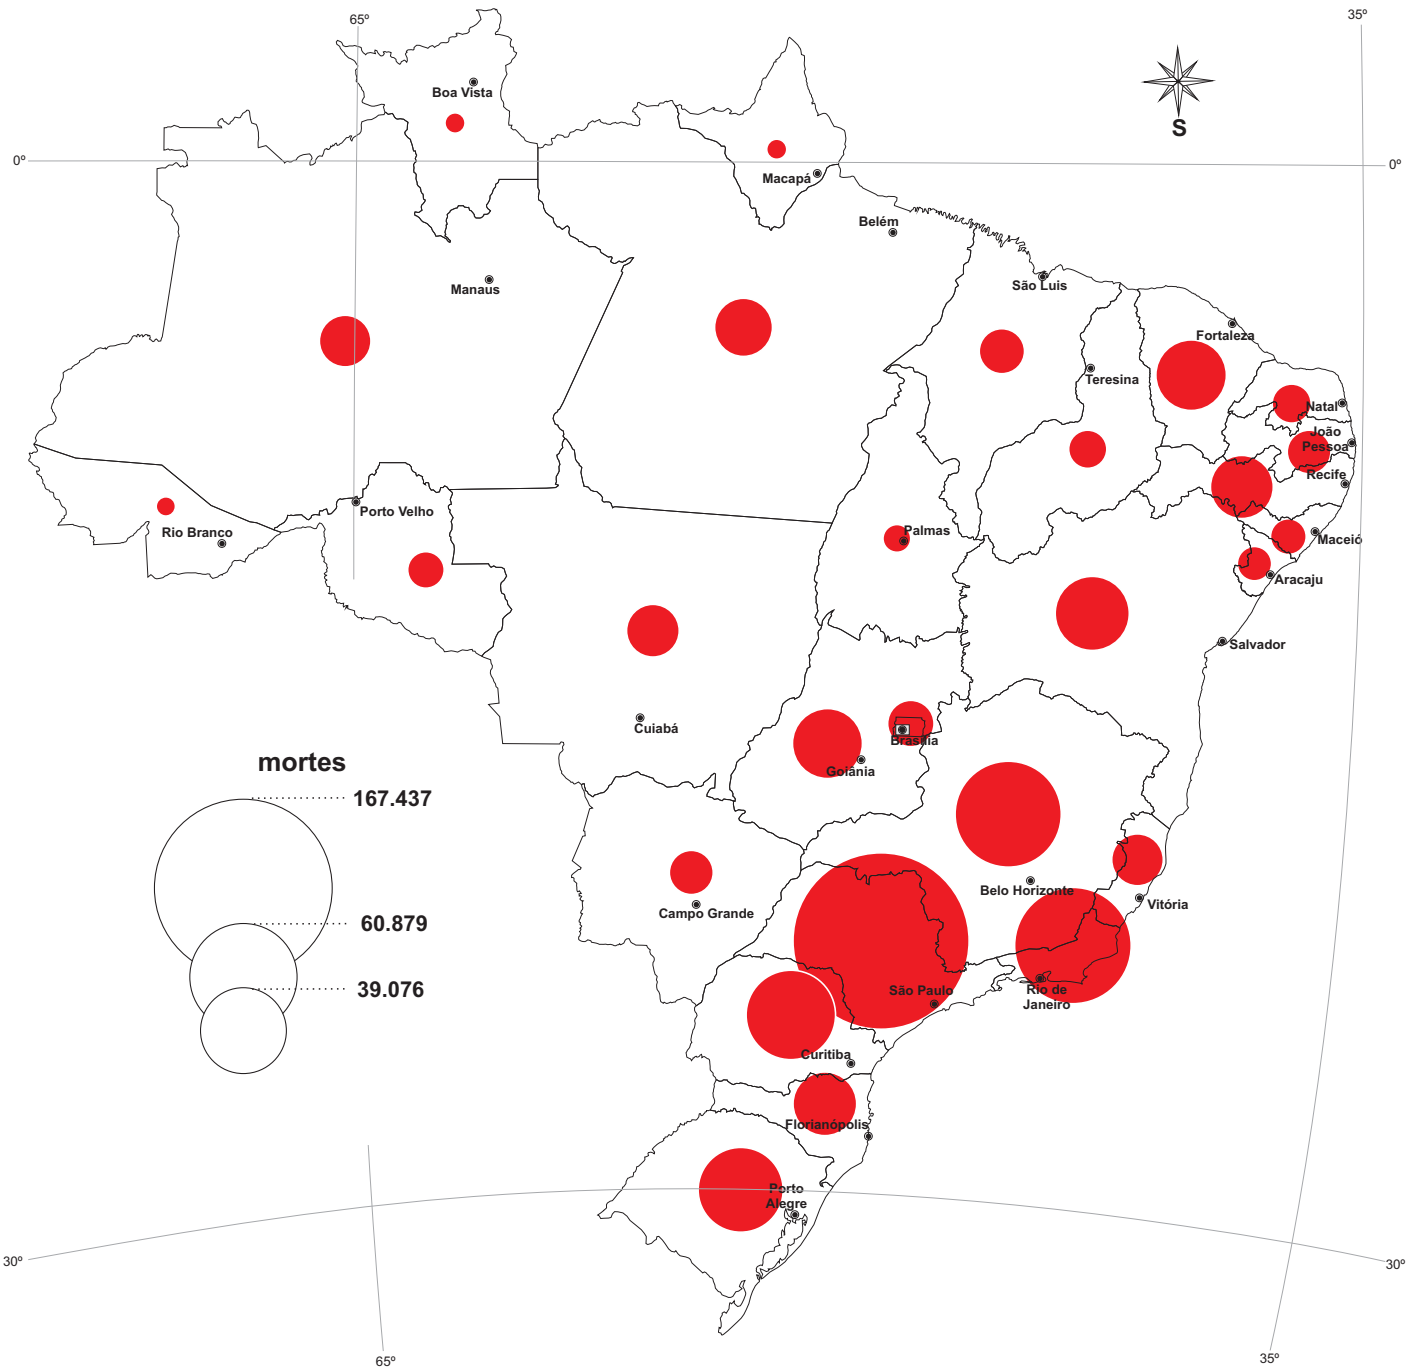 65º
35º
Boa Vista
S
0º
0º
Macapá
Belém
Manaus
São Luis
Fortaleza
Teresina
Natal
João
Pessoa
Recife
Porto Velho
Rio Branco
Palmas
Maceió
Aracaju
Salvador
Cuiabá
Brasília
Goiânia
mortes
167.437
60.879
39.076
Belo Horizonte
Campo Grande
Vitória
São Paulo
Rio de
Janeiro
Curitiba
Florianópolis
Porto
Alegre
30º
30º
65º
35º